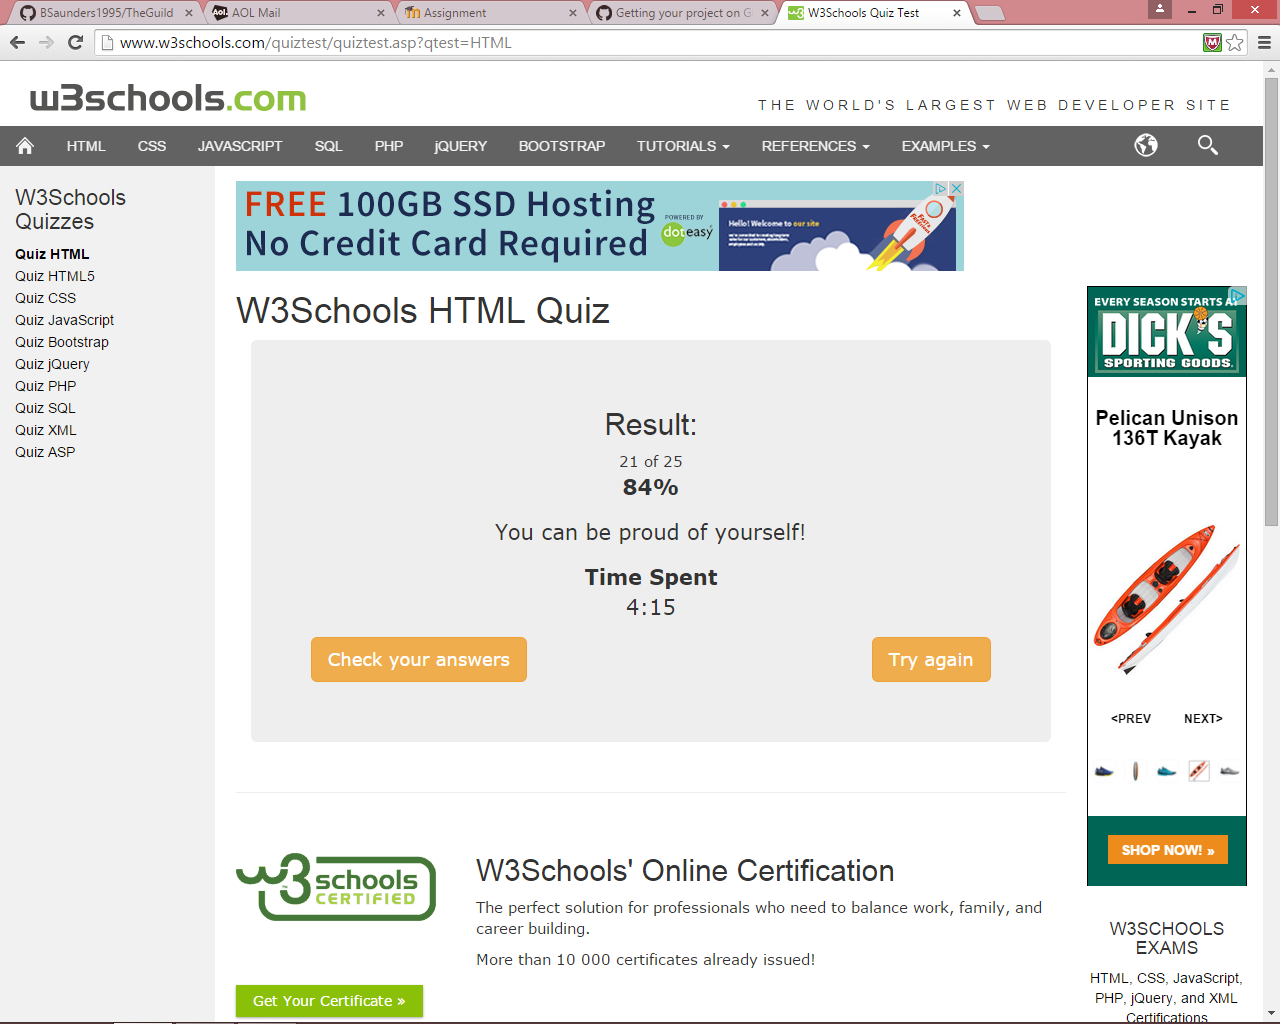 BSaunders1995/TheGuild
AOL Mail
Assignment
Getting your project on G
W3Schools Quiz Test
www.w3schools.com/quiztest/quiztest.asp?qtest=HTML
w3schools.com
THE WORLD'S LARGEST WEB DEVELOPER SITE
HTML CSS JAVASCRIPT SQL PHP jQUERY BOOTSTRAP TUTORIALS REFERENCES EXAMPLES
W3Schools
Quizzes
Quiz HTML
Quiz HTML5
Quiz CSS
Quiz JavaScript
Quiz Bootstrap
Quiz jQuery
Quiz PHP
Quiz SQL
Quiz XML
Quiz ASP
FREE 100GB SSD Hosting
No Credit Card Required
POWERED BY
doteasy
Hello! Welcome to our site
W3Schools HTML Quiz
Result:
21 of 25
84%
You can be proud of yourself!
Time Spent
4:15
Check your answers
Try again
W3schools
CERTIFIED
W3Schools' Online Certification
The perfect solution for professionals who need to balance work, family, and
career building.
More than 10 000 certificates already issued!
Get Your Certificate »
EVERY SEASON STARTS AT
DICK'S
SPORTING GOODS.
Pelican Unison
136T Kayak
<PREV NEXT>
SHOP NOW! »
W3SCHOOLS
EXAMS
HTML, CSS, JavaScript,
PHP, jQuery, and XML
Certifications